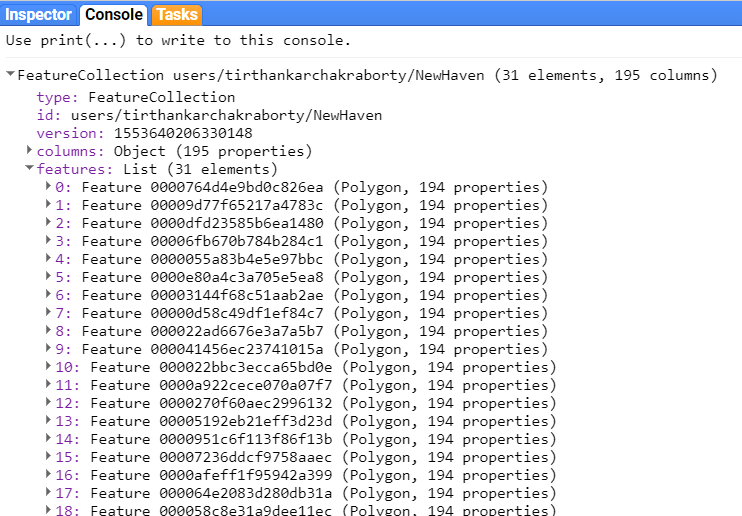 Inspector Console Tasks
Use print(...) to write to this console.
FeatureCollection users/tirthankarchakraborty/NewHaven (31 elements, 195 columns)
type: FeatureCollection
id: users/tirthankarchakraborty/NewHaven
version: 1553640206330148
columns: Object (195 properties)
features: List (31 elements)
0: Feature 0000764d4e9bd0c826ea (Polygon, 194 properties)
1: Feature 00009d77f65217a4783c (Polygon, 194 properties)
2: Feature 0000dfd23585b6ea1480 (Polygon, 194 properties)
3: Feature 00006fb670b784b284c1 (Polygon, 194 properties)
4: Feature 0000055a83b4e5e97bbc (Polygon, 194 properties)
5: Feature 0000e80a4c3a705e5ea8 (Polygon, 194 properties)
6: Feature 00003144f68c51aab2ae (Polygon, 194 properties)
7: Feature 0000d58c49df1ef84c7 (Polygon, 194 properties)
8: Feature 000022ad6676e3a7a5b7 (Polygon, 194 properties)
9: Feature 000041456ec23741015a (Polygon, 194 properties)
10: Feature 000022bbc3ecca65bd0e (Polygon, 194 properties)
11: Feature 0000a922cece070a07f7 (Polygon, 194 properties)
12: Feature 0000270f60aec2996132 (Polygon, 194 properties)
13: Feature 00005192eb21eff3d23d (Polygon, 194 properties)
14: Feature 0000951c6f113f86f13b (Polygon, 194 properties)
15: Feature 00007236ddcf9758aaec (Polygon, 194 properties)
16: Feature 0000afeff1f95942a399 (Polygon, 194 properties)
17: Feature 000064e2083d280db31a (Polygon, 194 properties)
18: Feature 000058c8e31a9dee11ec (Polygon, 194 properties)